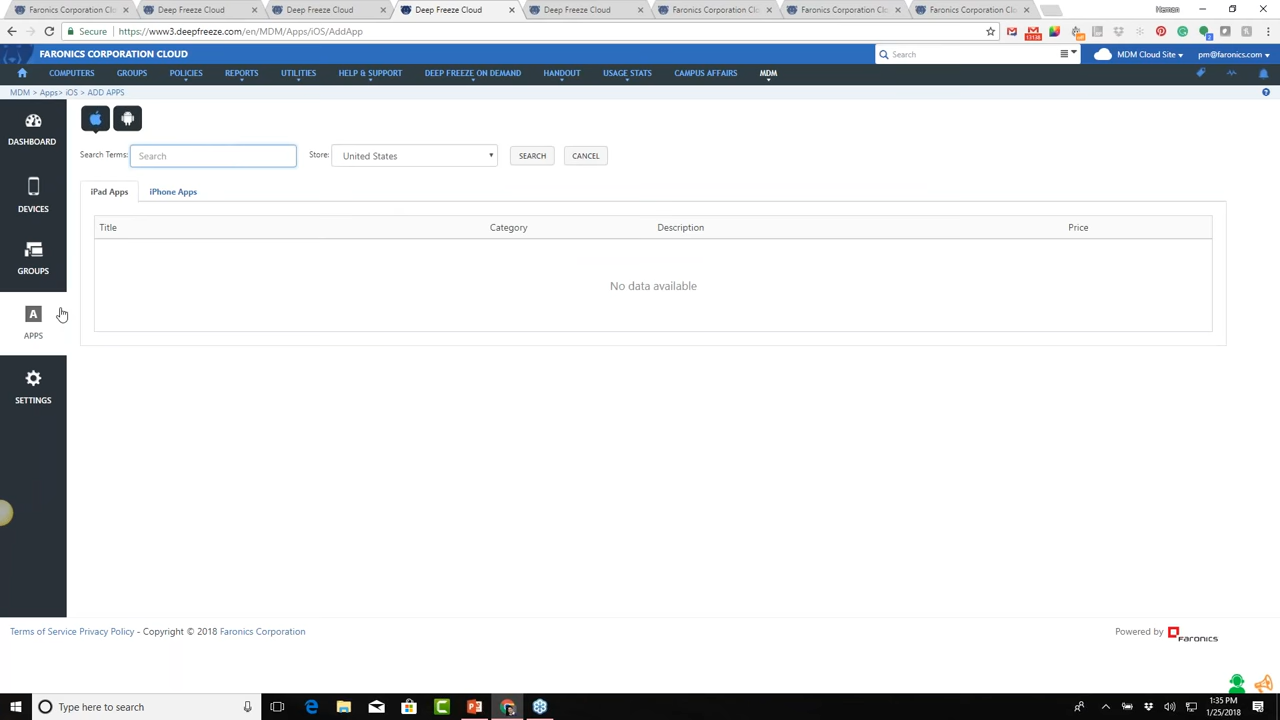 Faronics Corporation Cl
Deep Freeze Cloud
Deep Freeze Cloud
Deep Freeze Cloud
Deep Freeze Cloud
Faronics Corporation Cl
Faronics Corporation Cl
Faronics Corporation Cl
Secure
https://www3.deepfreeze.com/en/MDM/Apps/iOS/AddApp
FARONICS CORPORATION CLOUD
Search
MDM Cloud Site
pm@faronics.com
COMPUTERS GROUPS POLICIES REPORTS UTILITIES HELP & SUPPORT DEEP FREEZE ON DEMAND HANDOUT USAGE STATS CAMPUS AFFAIRS MDM
MDM > Apps> iOS > ADD APPS
DASHBOARD
DEVICES
GROUPS
A
APPS
SETTINGS
Search Terms: Search Store: United States SEARCH CANCEL
iPad Apps iPhone Apps
Title Category Description Price
No data available
Terms of Service Privacy Policy - Copyright © 2018 Faronics Corporation
Powered by Faronics
Type here to search
1:35 PM
1/25/2018